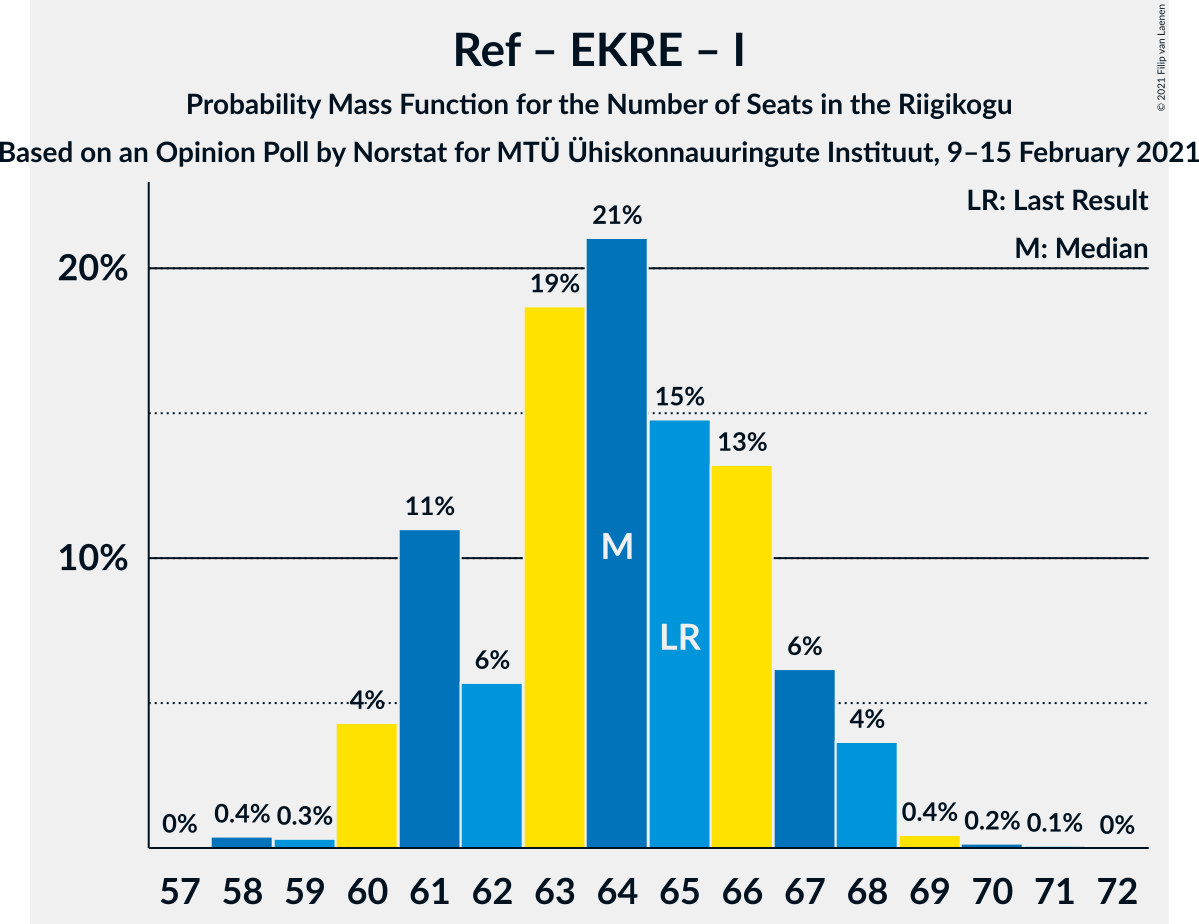 Ref – EKRE – I
Probability Mass Function for the Number of Seats in the Riigikogu
Based on an Opinion Poll by Norstat for MTÜ Ühiskonnauuringute Instituut, 9–15 February 2021
© 2021 Filip van Laenen
LR: Last Result
M: Median
21%
20%
19%
15%
13%
11%
M
10%
LR
6%
6%
4%
4%
0% 0.4% 0.3% 0.4% 0.2% 0.1% 0%
57 58 59 60 61 62 63 64 65 66 67 68 69 70 71 72